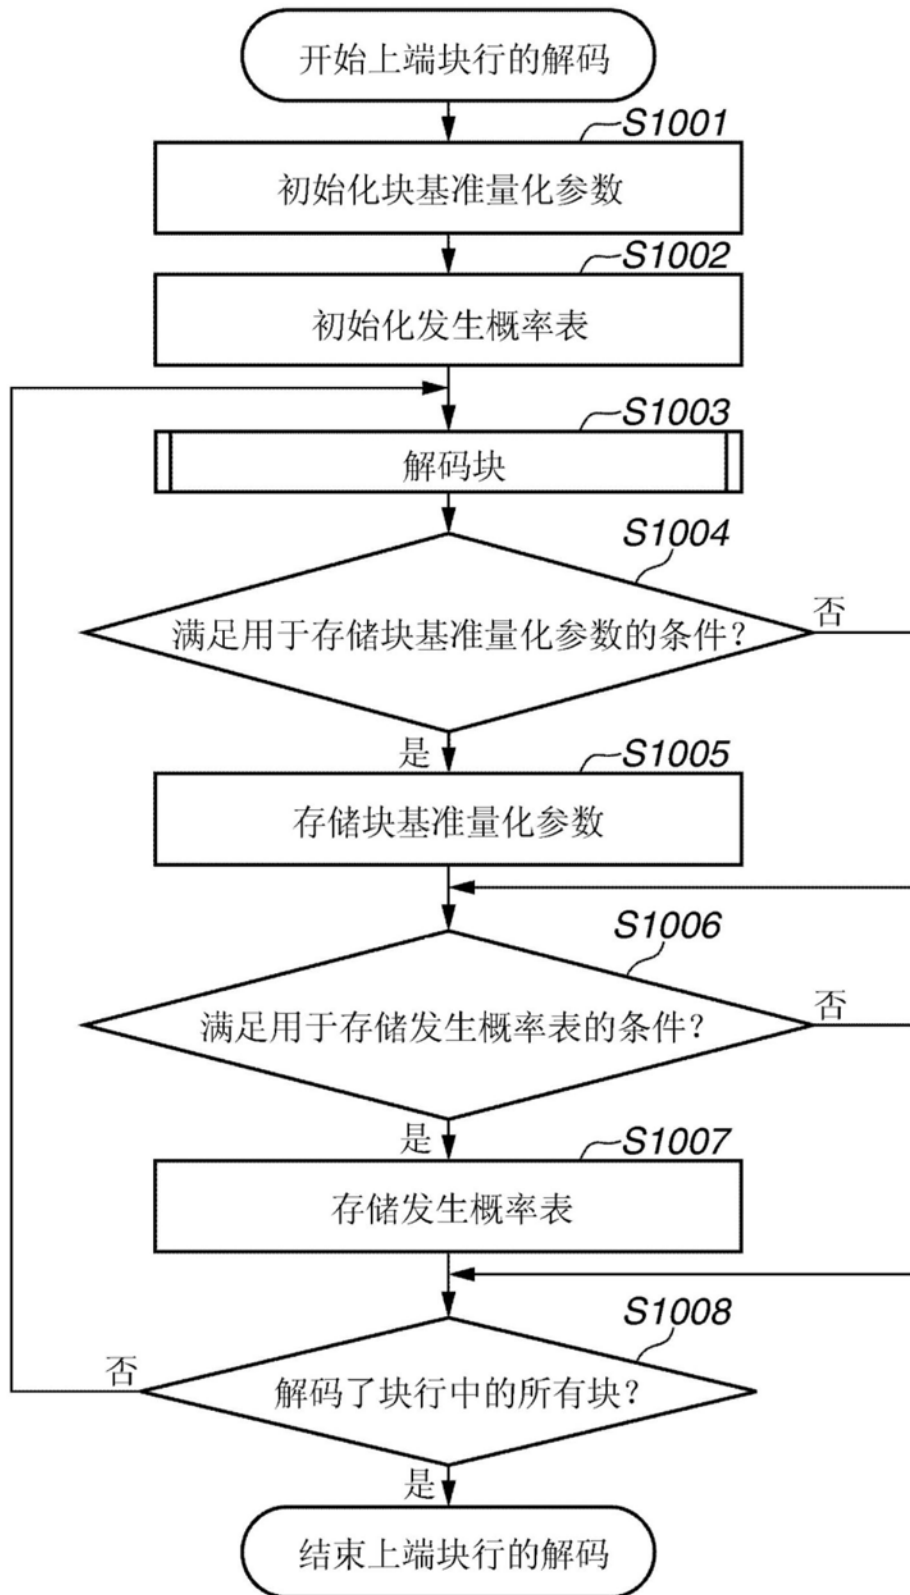 开始上端块行的解码
S1001
初始化块基准量化参数
S1002
初始化发生概率表
S1003
解码块
S1004
满足用于存储块基准量化参数的条件?
否
是
S1005
存储块基准量化参数
S1006
满足用于存储发生概率表的条件?
否
是
S1007
存储发生概率表
S1008
否
解码了块行中的所有块?
是
结束上端块行的解码